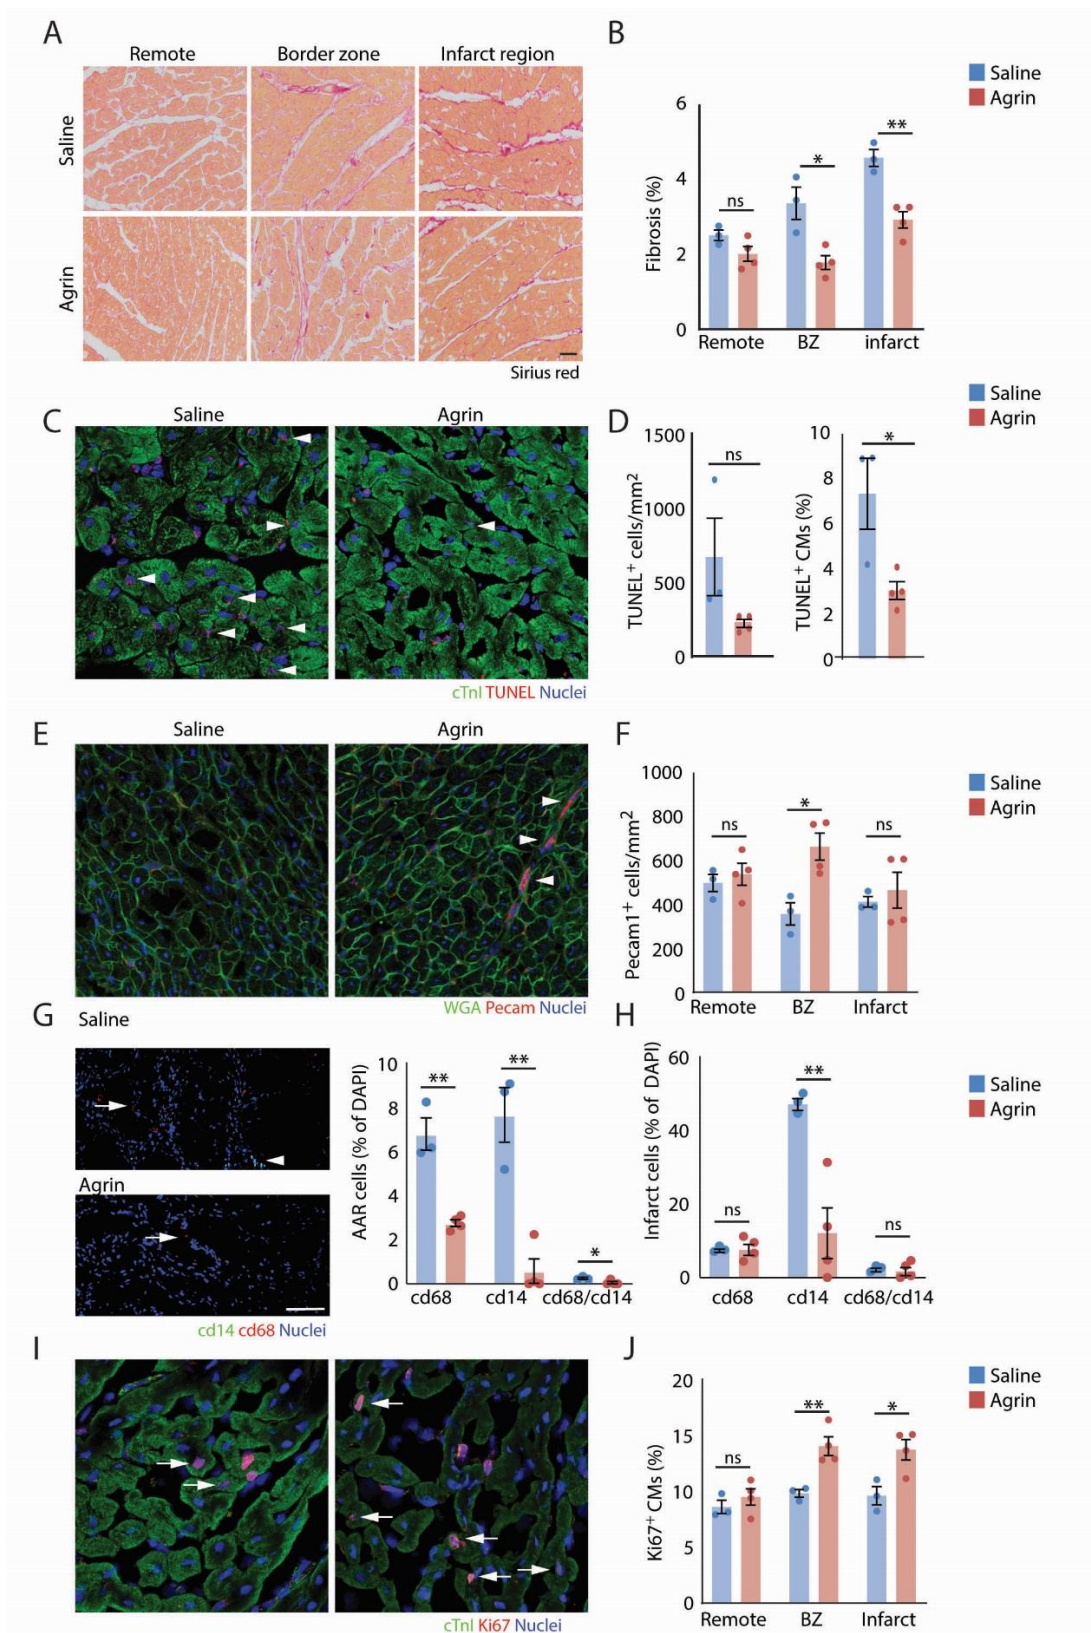 A
Remote Border zone Infarct region
Saline
Agrin
Sirius red
B
Saline
Agrin
Fibrosis (%)
6
4
2
0
ns
*
**
Remote BZ infarct
C
Saline Agrin
cTnI TUNEL Nuclei
D
Saline
Agrin
TUNEL+ cells/mm2
1500
1000
500
0
ns
TUNEL+ CMs (%)
10
8
6
4
2
0
*
E
Saline Agrin
WGA Pecam Nuclei
F
Saline
Agrin
Pecam1+ cells/mm2
1000
800
600
400
200
0
ns
*
ns
Remote BZ Infarct
G
Saline
Agrin
cd14 cd68 Nuclei
AAR cells (% of DAPI)
10
8
6
4
2
0
**
**
*
cd68 cd14 cd68/cd14
H
Saline
Agrin
Infarct cells (% of DAPI)
60
40
20
0
ns
**
ns
cd68 cd14 cd68/cd14
I
cTnI Ki67 Nuclei
J
Saline
Agrin
Ki67+ CMs (%)
20
15
10
5
0
ns
**
*
Remote BZ Infarct